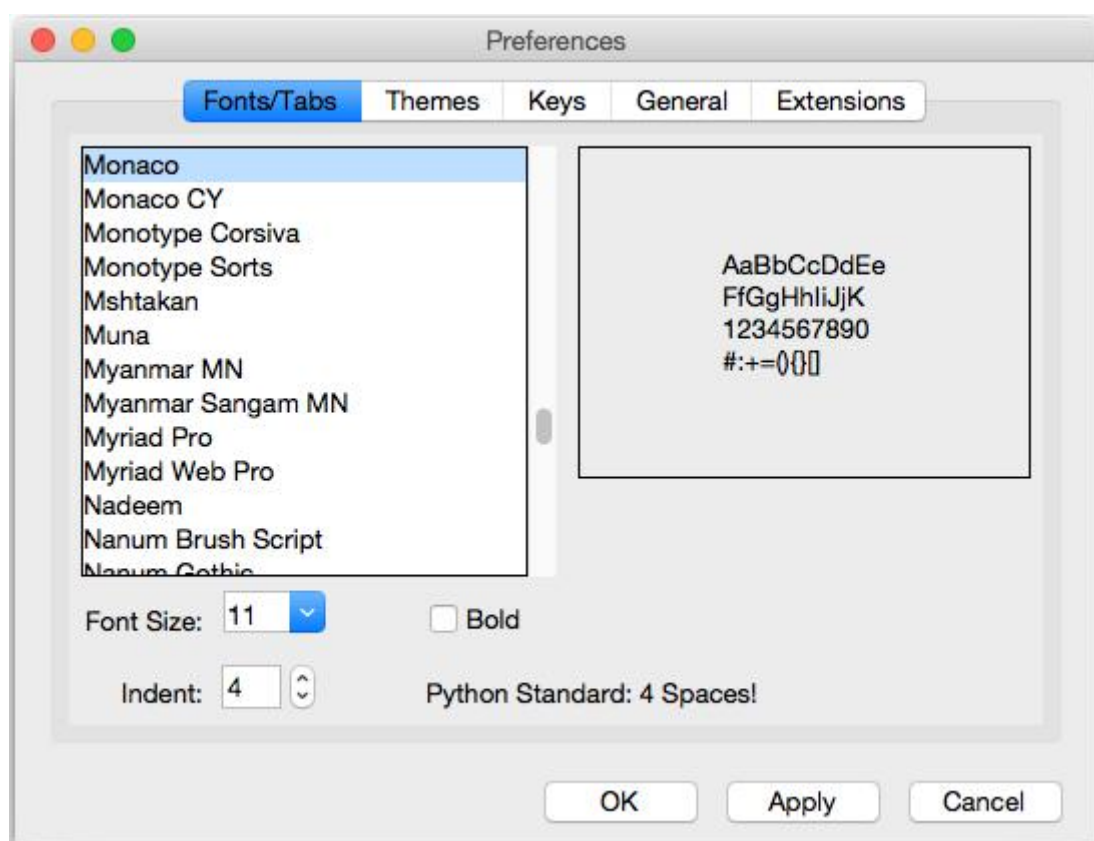 Preferences
Fonts/Tabs Themes Keys General Extensions
Monaco
Monaco CY
Monotype Corsiva
Monotype Sorts
Mshtakan
Muna
Myanmar MN
Myanmar Sangam MN
Myriad Pro
Myriad Web Pro
Nadeem
Nanum Brush Script
Nanum Gothic
AaBbCcDdEe
FfGgHhIiJjK
1234567890
#:+=(){}[]
Font Size: 11 Bold
Indent: 4 Python Standard: 4 Spaces!
OK Apply Cancel